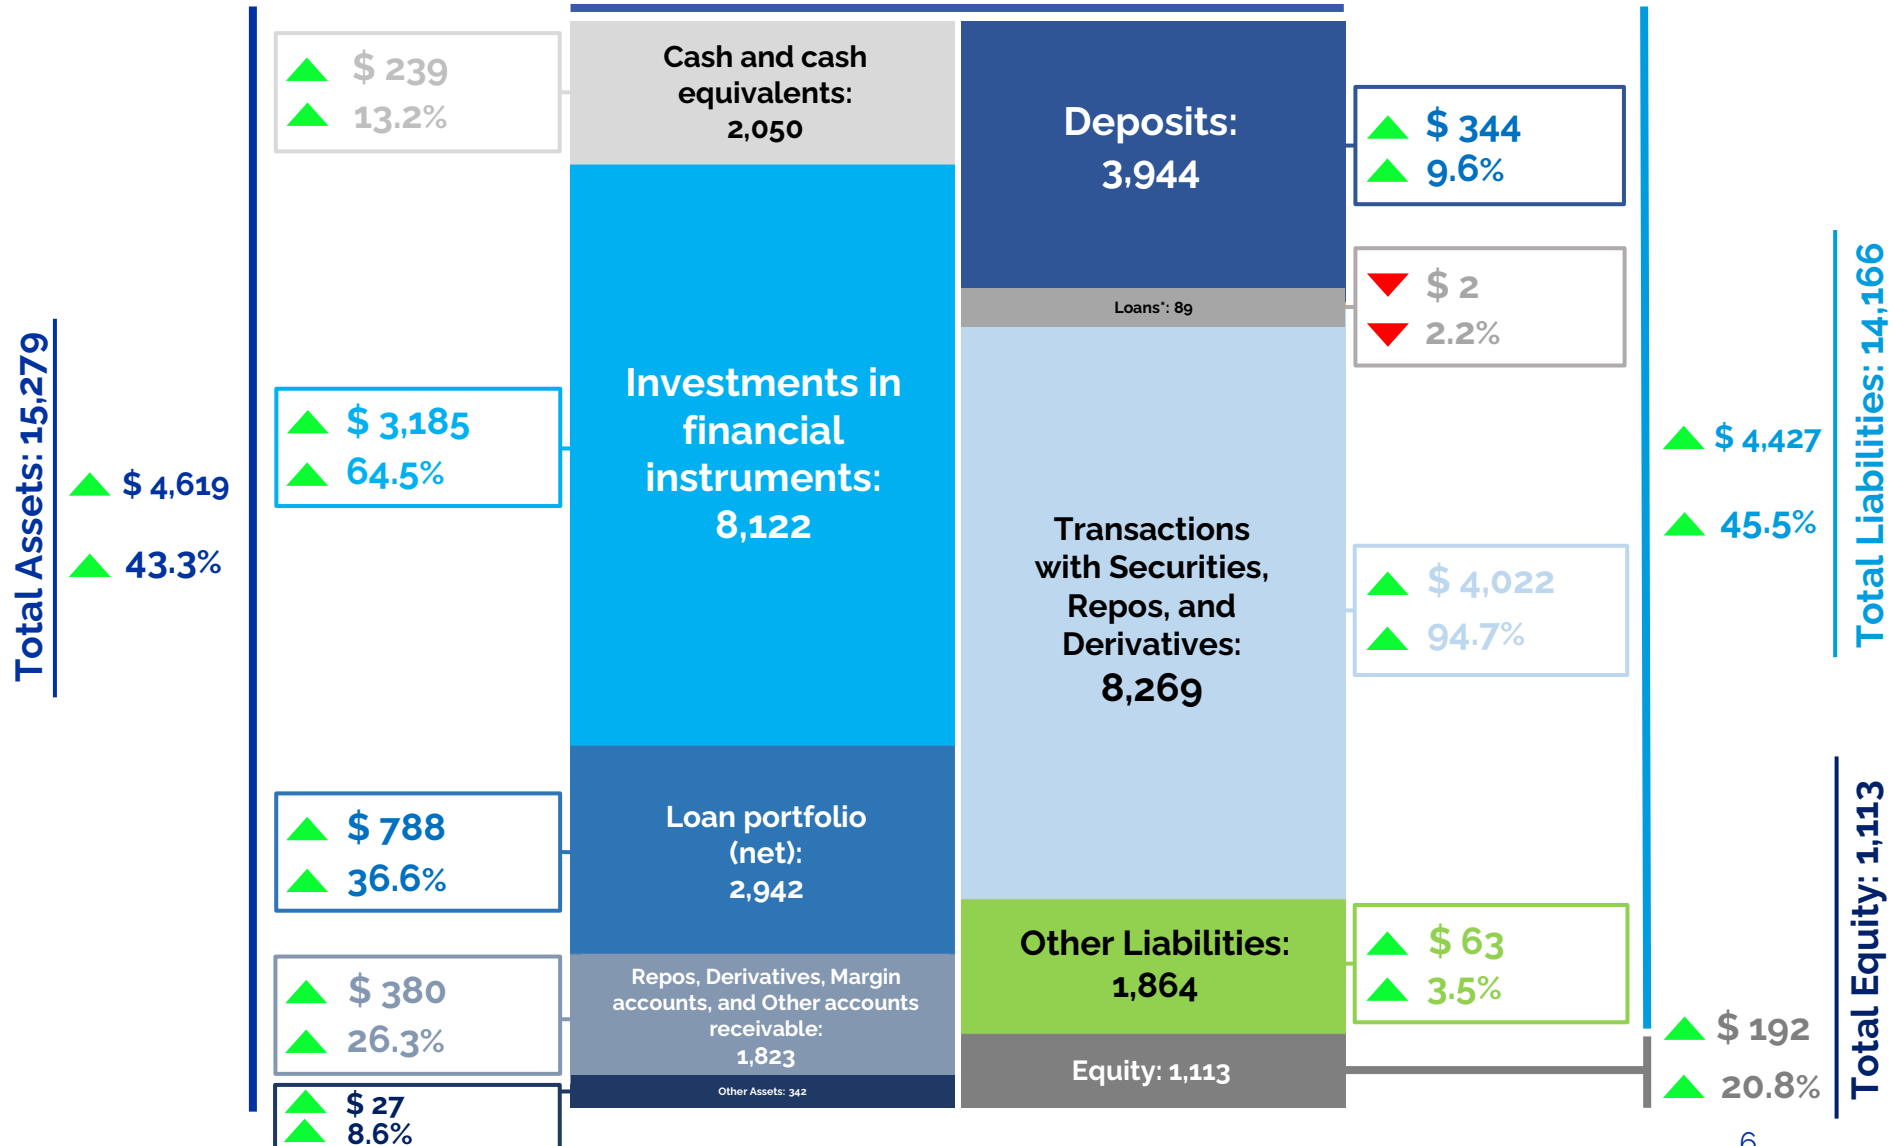 Total Assets: 15,279
$ 4,619
43.3%
$ 239
13.2%
$ 3,185
64.5%
$ 788
36.6%
$ 380
26.3%
$ 27
8.6%
Cash and cash
equivalents:
2,050
Investments in
financial
instruments:
8,122
Loan portfolio
(net):
2,942
Repos, Derivatives, Margin
accounts, and Other accounts
receivable:
1,823
Other Assets: 342
Deposits:
3,944
Loans*: 89
Transactions
with Securities,
Repos, and
Derivatives:
8,269
Other Liabilities:
1,864
Equity: 1,113
$ 344
9.6%
$ 2
2.2%
$ 4,022
94.7%
$ 63
3.5%
$ 4,427
45.5%
Total Liabilities: 14,166
$ 192
20.8%
Total Equity: 1,113
6